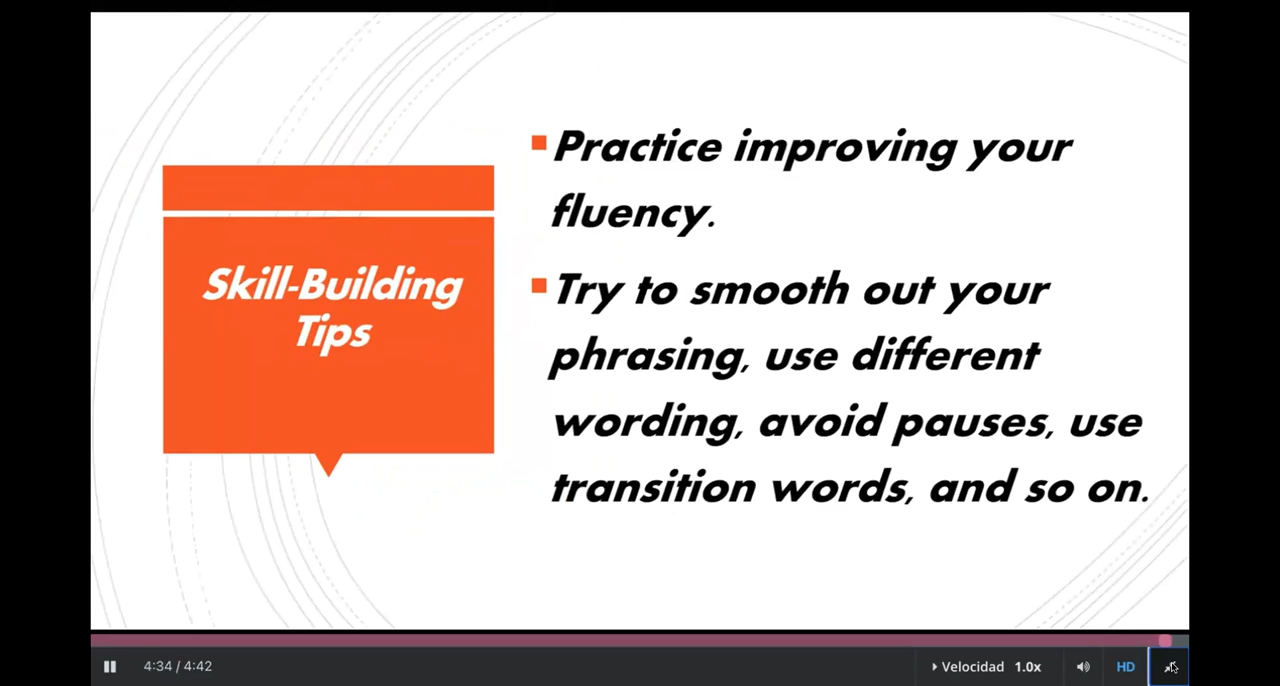 Skill-Building
Tips
Practice improving your
fluency.
Try to smooth out your
phrasing, use different
wording, avoid pauses, use
transition words, and so on.
4:34 / 4:42
Velocidad 1.0x
HD